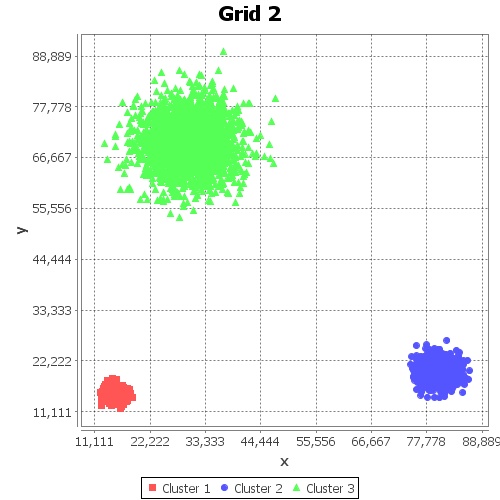 Grid 2
88,889
77,778
66,667
55,556
44,444
33,333
22,222
11,111
y
11,111 22,222 33,333 44,444 55,556 66,667 77,778 88,889
x
Cluster 1 Cluster 2 Cluster 3